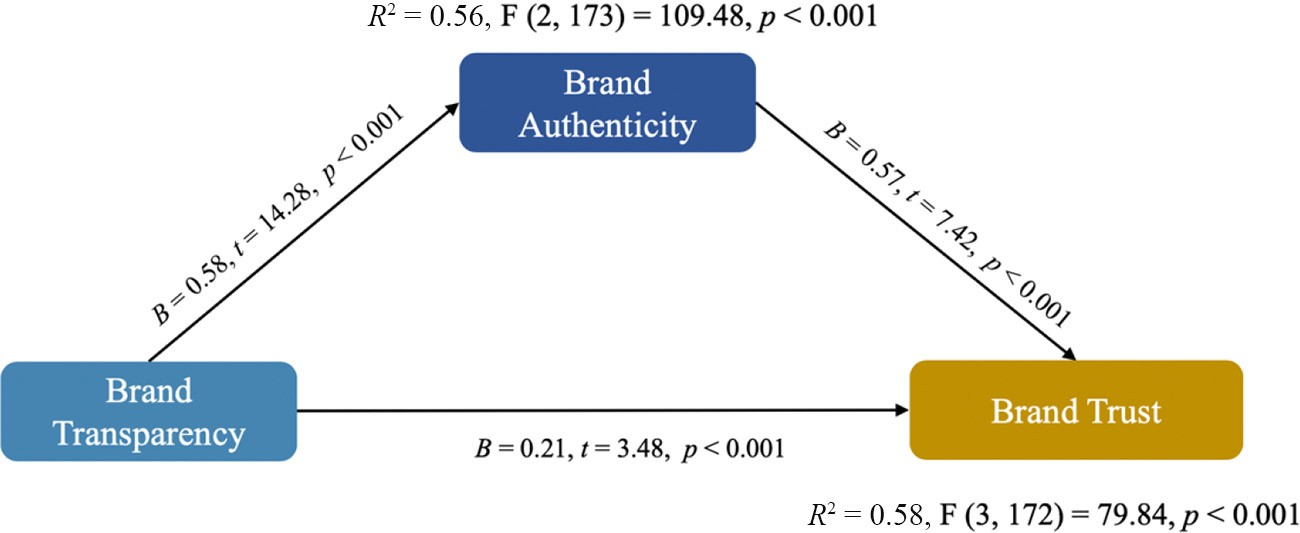 R² = 0.56, F (2, 173) = 109.48, p < 0.001
Brand
Authenticity
B = 0.58, t = 14.28, p < 0.001
B = 0.57, t = 7.42, p < 0.001
Brand
Transparency
Brand Trust
B = 0.21, t = 3.48, p < 0.001
R² = 0.58, F (3, 172) = 79.84, p < 0.001